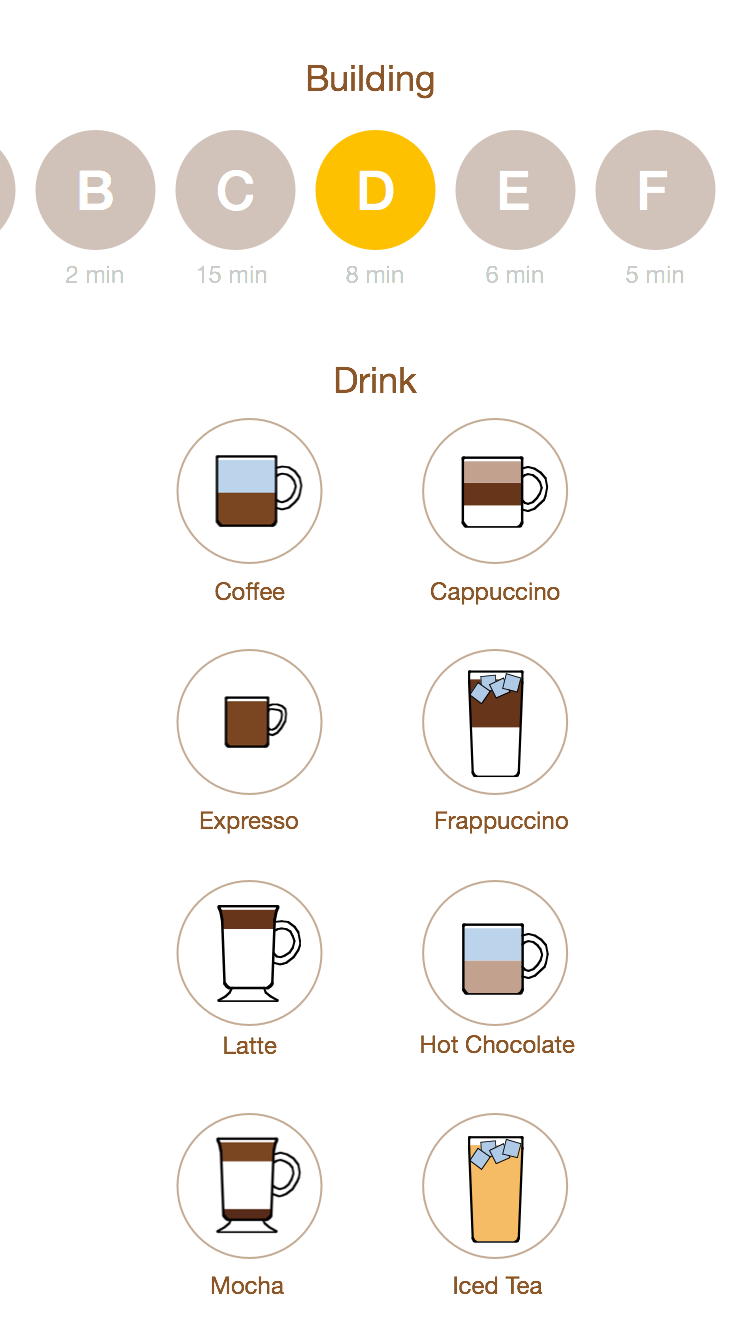 Building
B C D E F
2 min 15 min 8 min 6 min 5 min
Drink
Coffee Cappuccino
Expresso Frappuccino
Latte Hot Chocolate
Mocha Iced Tea